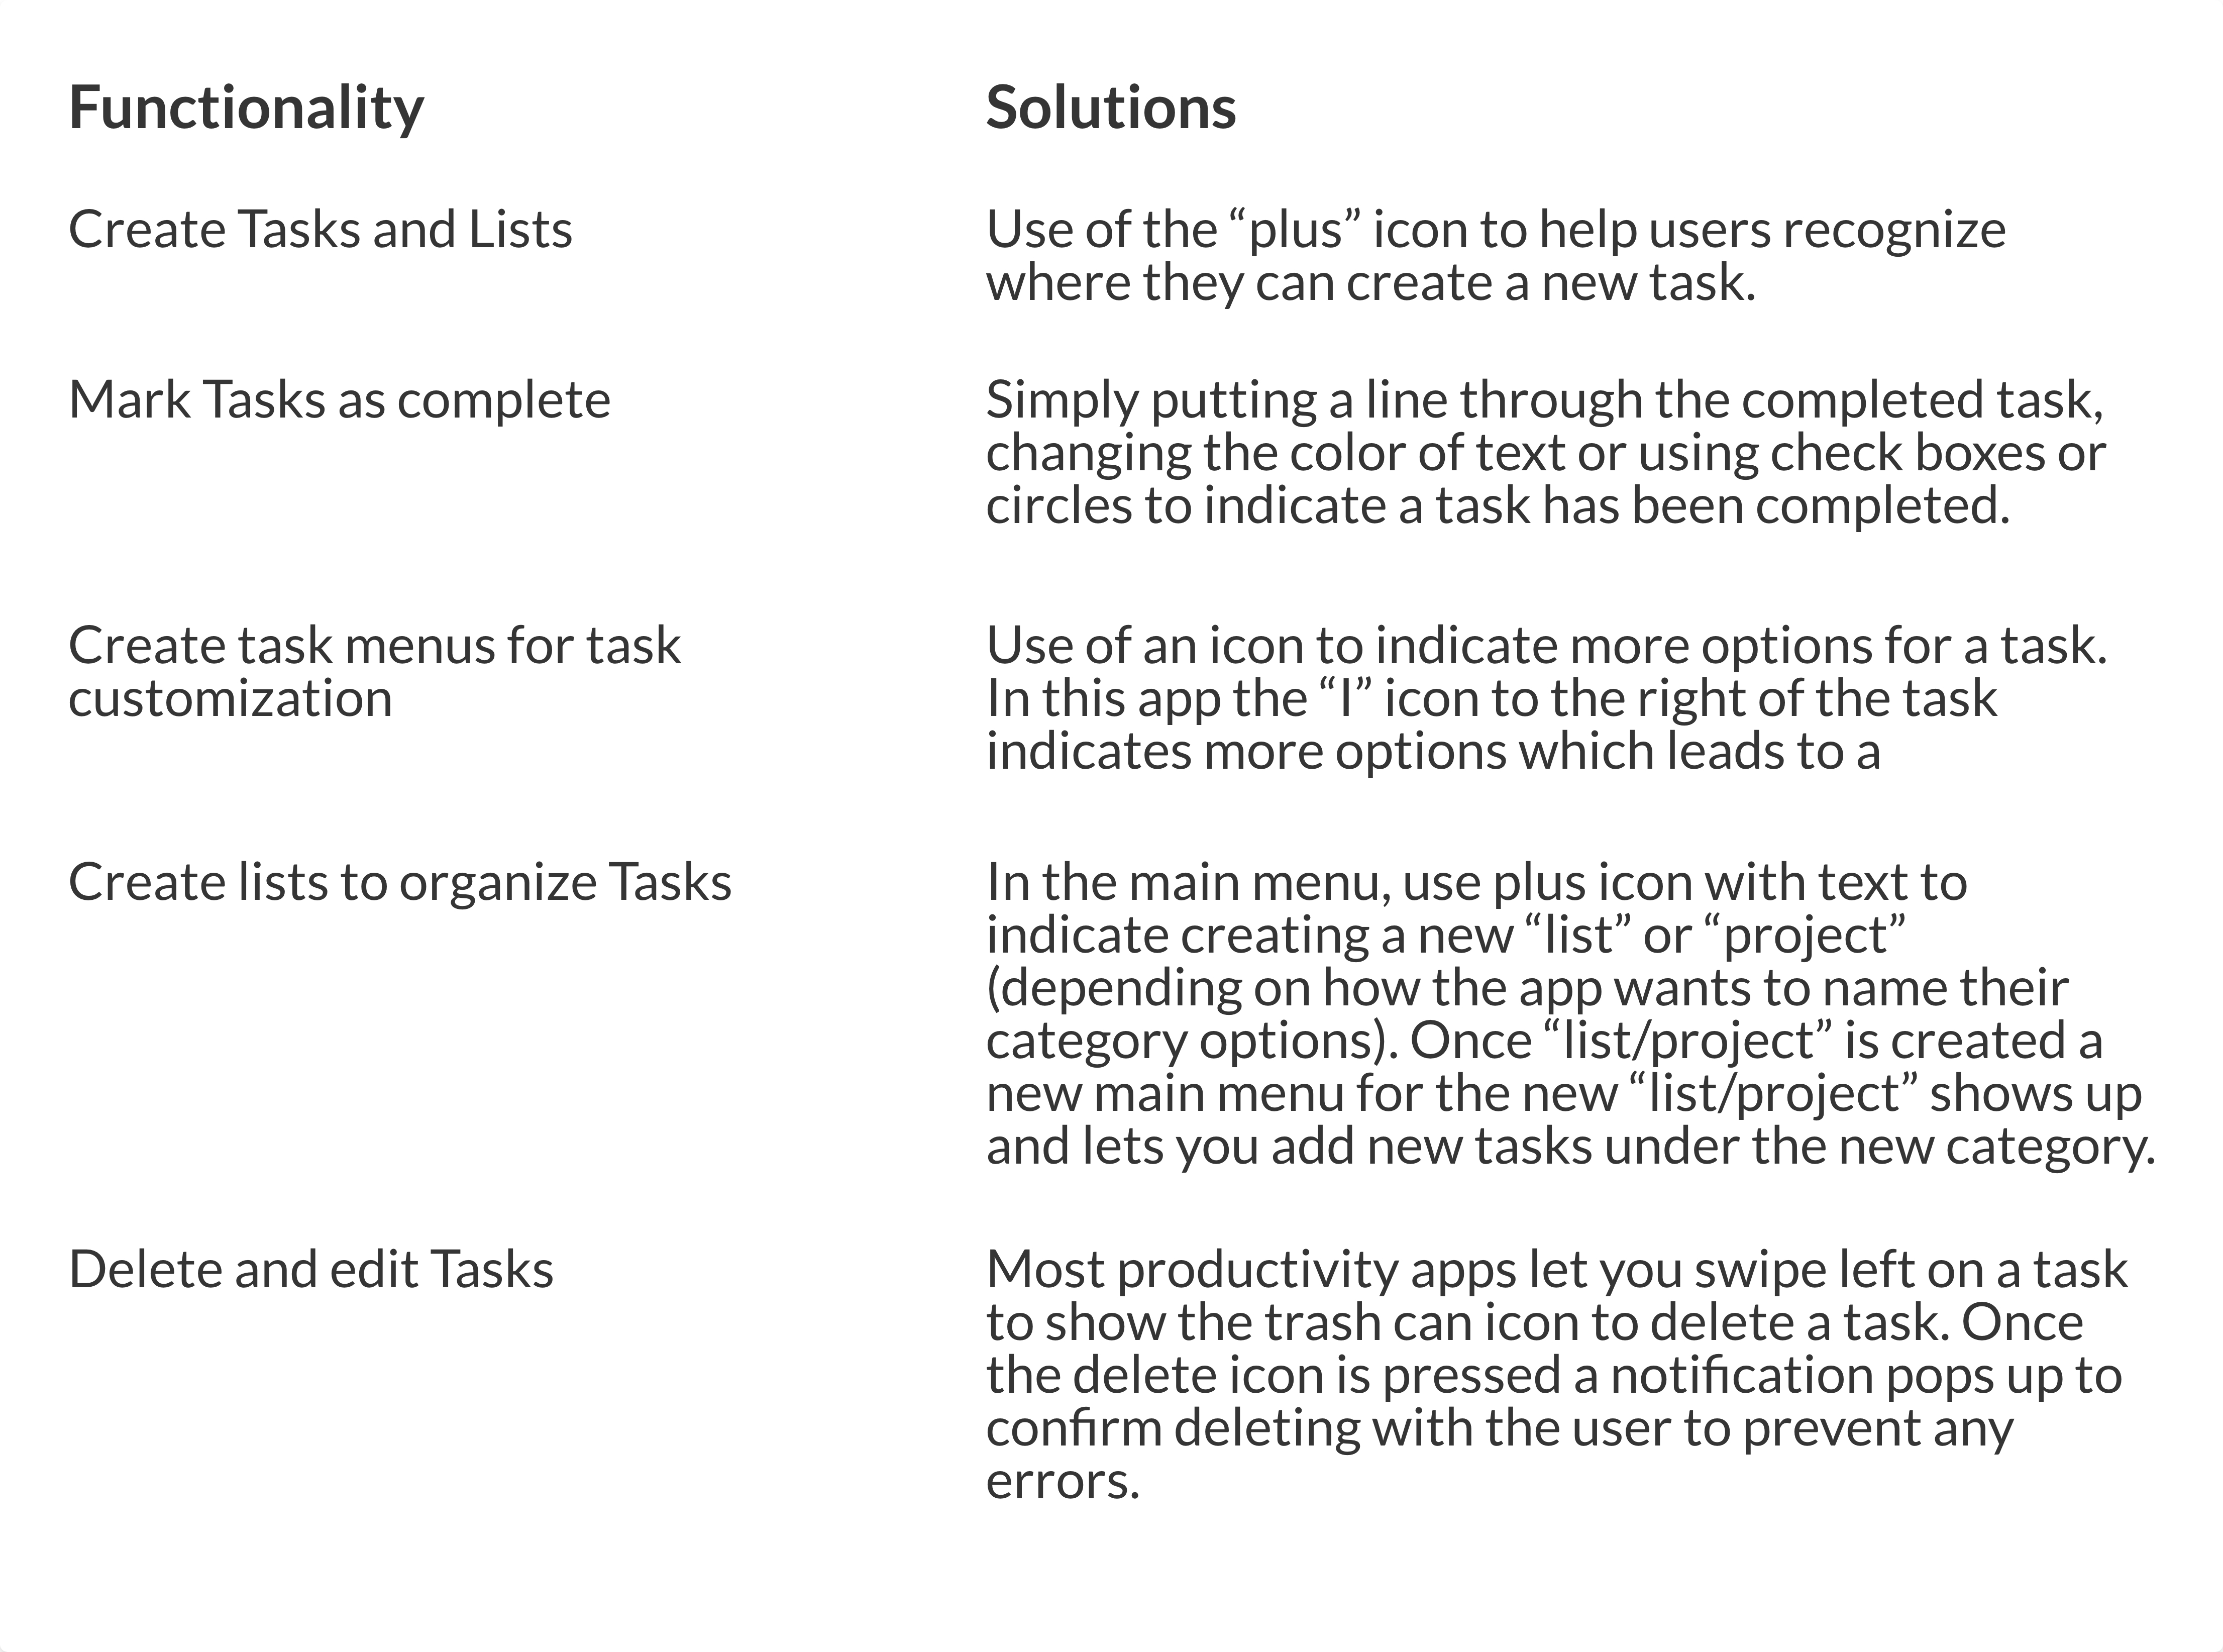 Functionality
Solutions
Create Tasks and Lists
Use of the “plus” icon to help users recognize
where they can create a new task.
Mark Tasks as complete
Simply putting a line through the completed task,
changing the color of text or using check boxes or
circles to indicate a task has been completed.
Create task menus for task
customization
Use of an icon to indicate more options for a task.
In this app the “I” icon to the right of the task
indicates more options which leads to a
Create lists to organize Tasks
In the main menu, use plus icon with text to
indicate creating a new “list” or “project”
(depending on how the app wants to name their
category options). Once “list/project” is created a
new main menu for the new “list/project” shows up
and lets you add new tasks under the new category.
Delete and edit Tasks
Most productivity apps let you swipe left on a task
to show the trash can icon to delete a task. Once
the delete icon is pressed a notification pops up to
confirm deleting with the user to prevent any
errors.